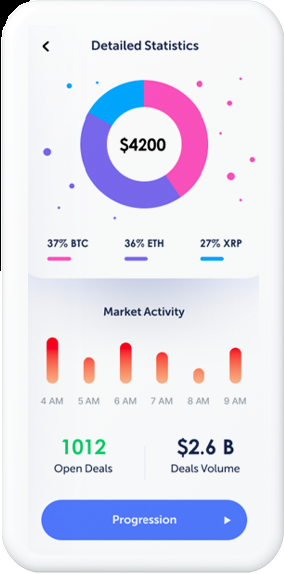 Detailed Statistics
$4200
37% BTC 36% ETH 27% XRP
Market Activity
4 AM 5 AM 6 AM 7 AM 8 AM 9 AM
1012 $2.6 B
Open Deals Deals Volume
Progression